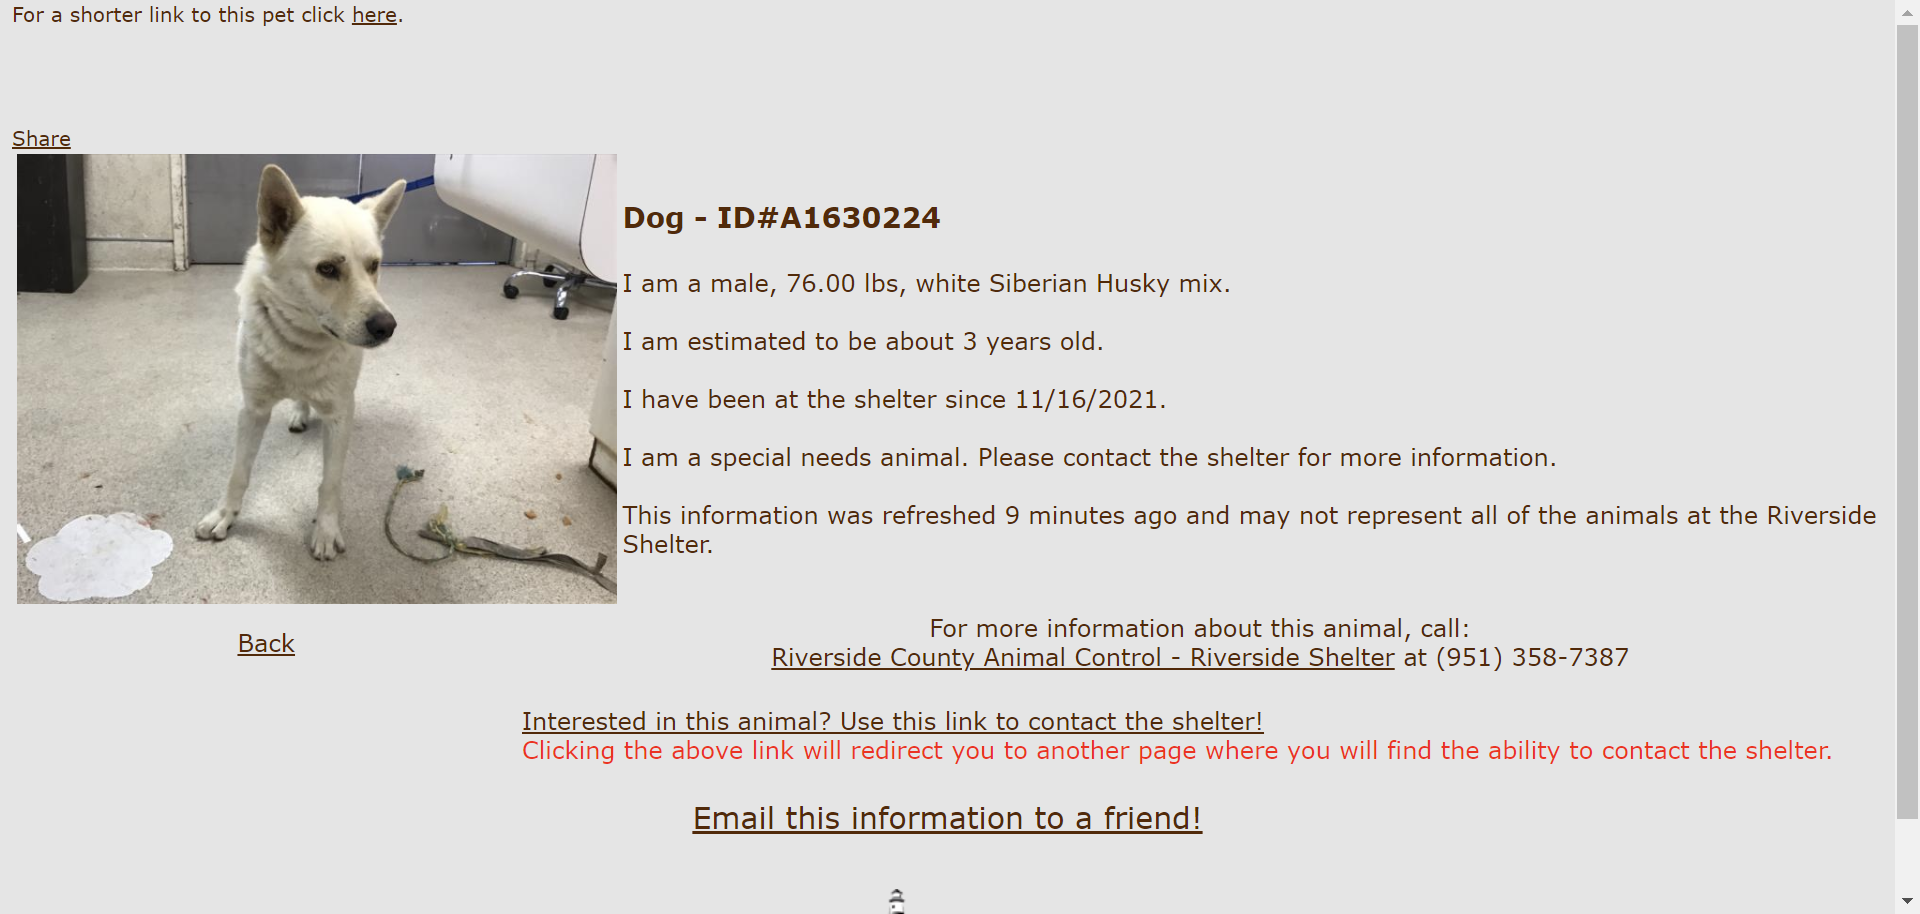 For a shorter link to this pet click here.
Share
Dog - ID#A1630224
I am a male, 76.00 lbs, white Siberian Husky mix.
I am estimated to be about 3 years old.
I have been at the shelter since 11/16/2021.
I am a special needs animal. Please contact the shelter for more information.
This information was refreshed 9 minutes ago and may not represent all of the animals at the Riverside
Shelter.
Back
For more information about this animal, call:
Riverside County Animal Control - Riverside Shelter at (951) 358-7387
Interested in this animal? Use this link to contact the shelter!
Clicking the above link will redirect you to another page where you will find the ability to contact the shelter.
Email this information to a friend!